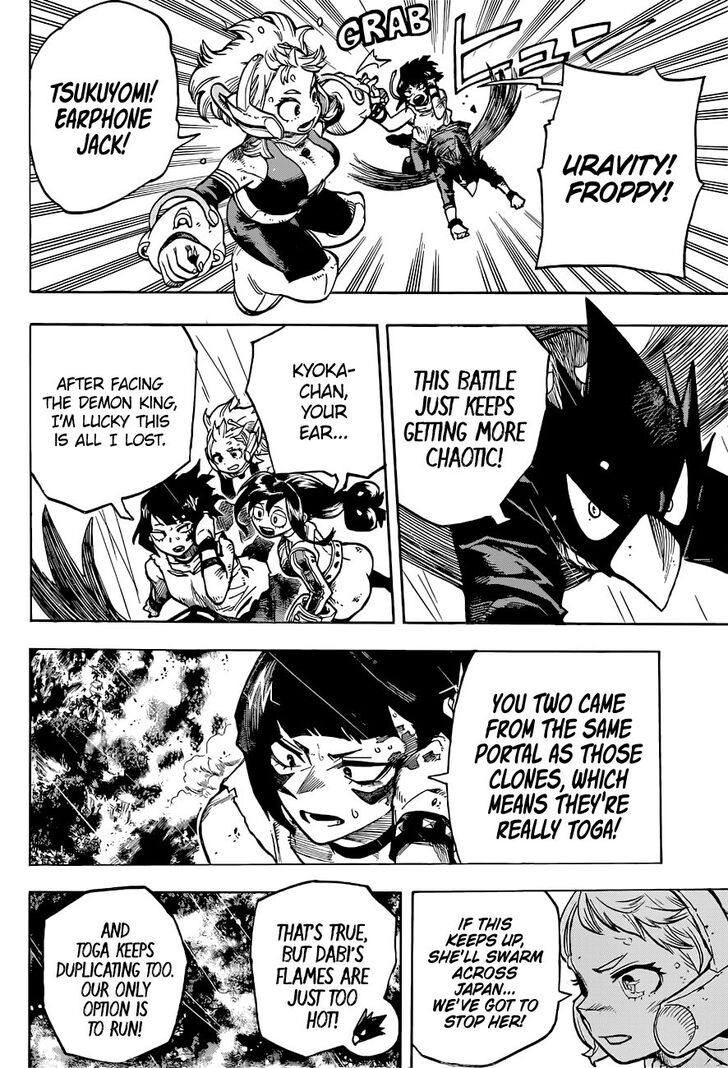 URAVITY!
FROPPY!
GRAB
ヒュン
TSUKUYOMI!
EARPHONE
JACK!
THIS BATTLE
JUST KEEPS
GETTING MORE
CHAOTIC!
KYOKA-
CHAN,
YOUR
EAR...
AFTER FACING
THE DEMON KING,
I'M LUCKY THIS
IS ALL I LOST.
YOU TWO CAME
FROM THE SAME
PORTAL AS THOSE
CLONES, WHICH
MEANS THEY'RE
REALLY TOGA!
IF THIS
KEEPS UP,
SHE'LL SWARM
ACROSS
JAPAN...
WE'VE GOT TO
STOP HER!
THAT'S TRUE,
BUT DABI'S
FLAMES ARE
JUST TOO
HOT!
AND
TOGA KEEPS
DUPLICATING TOO.
OUR ONLY
OPTION IS
TO RUN!